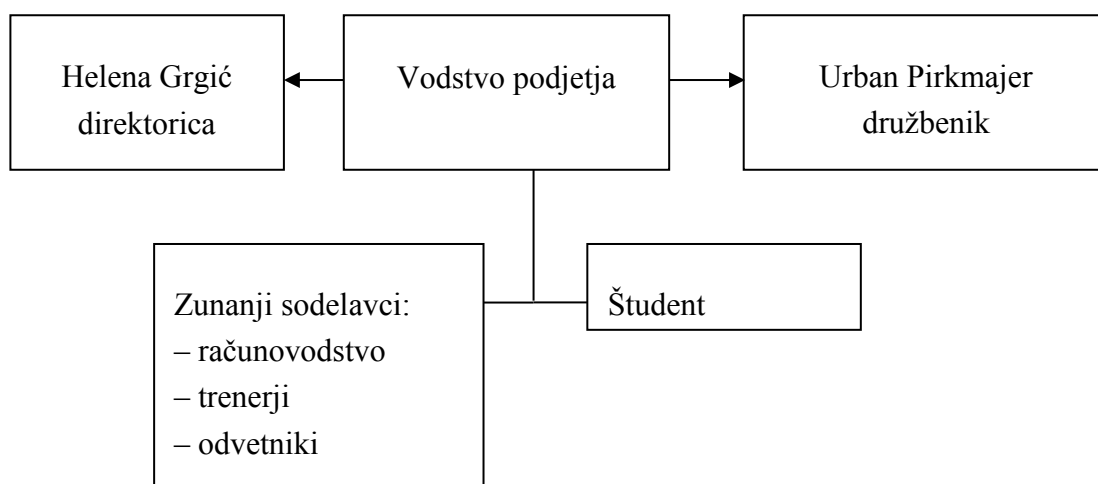 Helena Grgić
direktorica
Vodstvo podjetja
Urban Pirkmajer
družbenik
Zunanji sodelavci:
– računovodstvo
– trenerji
– odvetniki
Študent